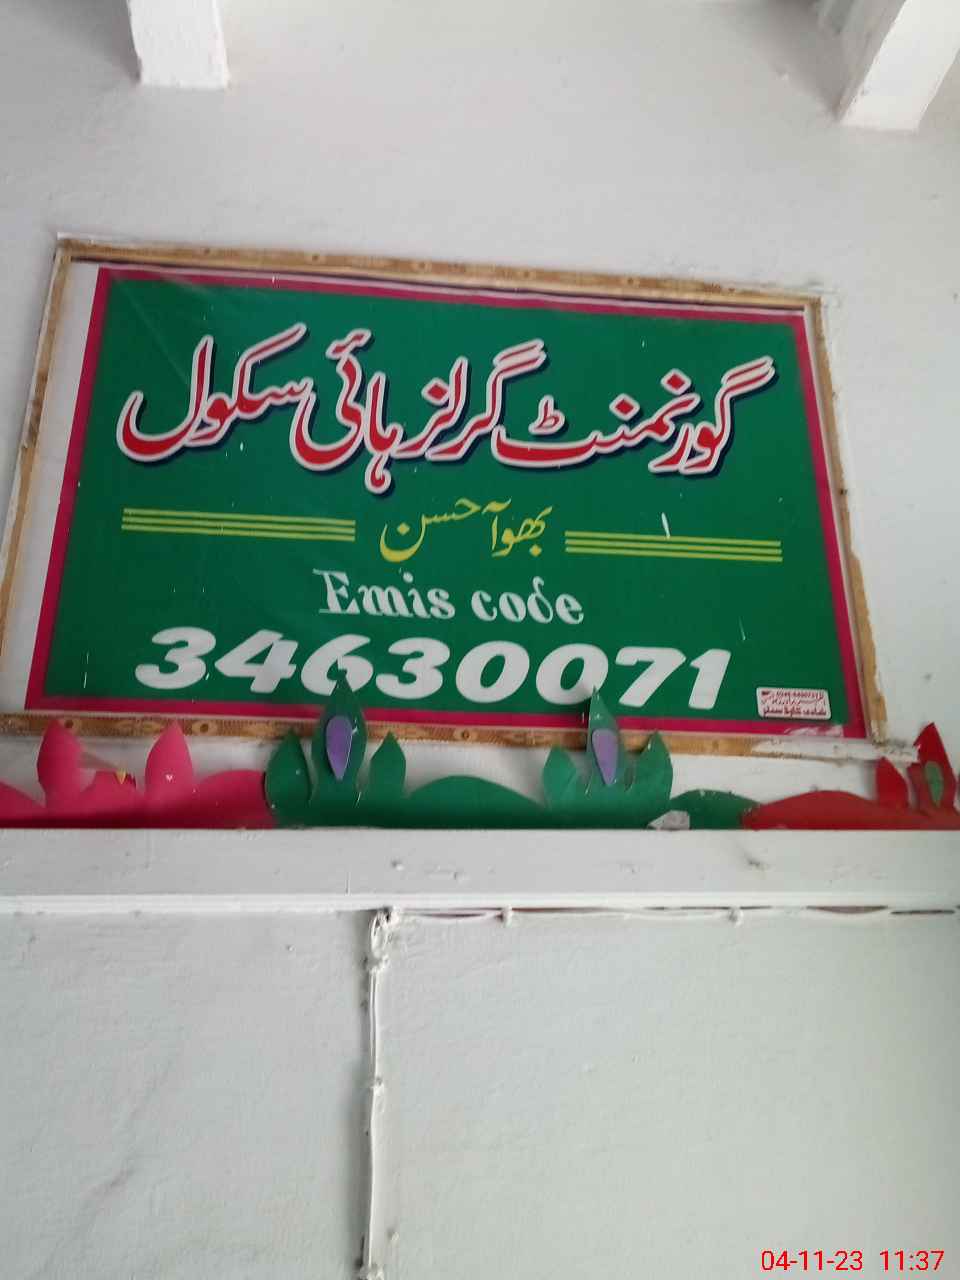 گورنمنٹ گرلز ہائی سکول
بھوآ حسن
Emis code
34630071
04-11-23 11:37